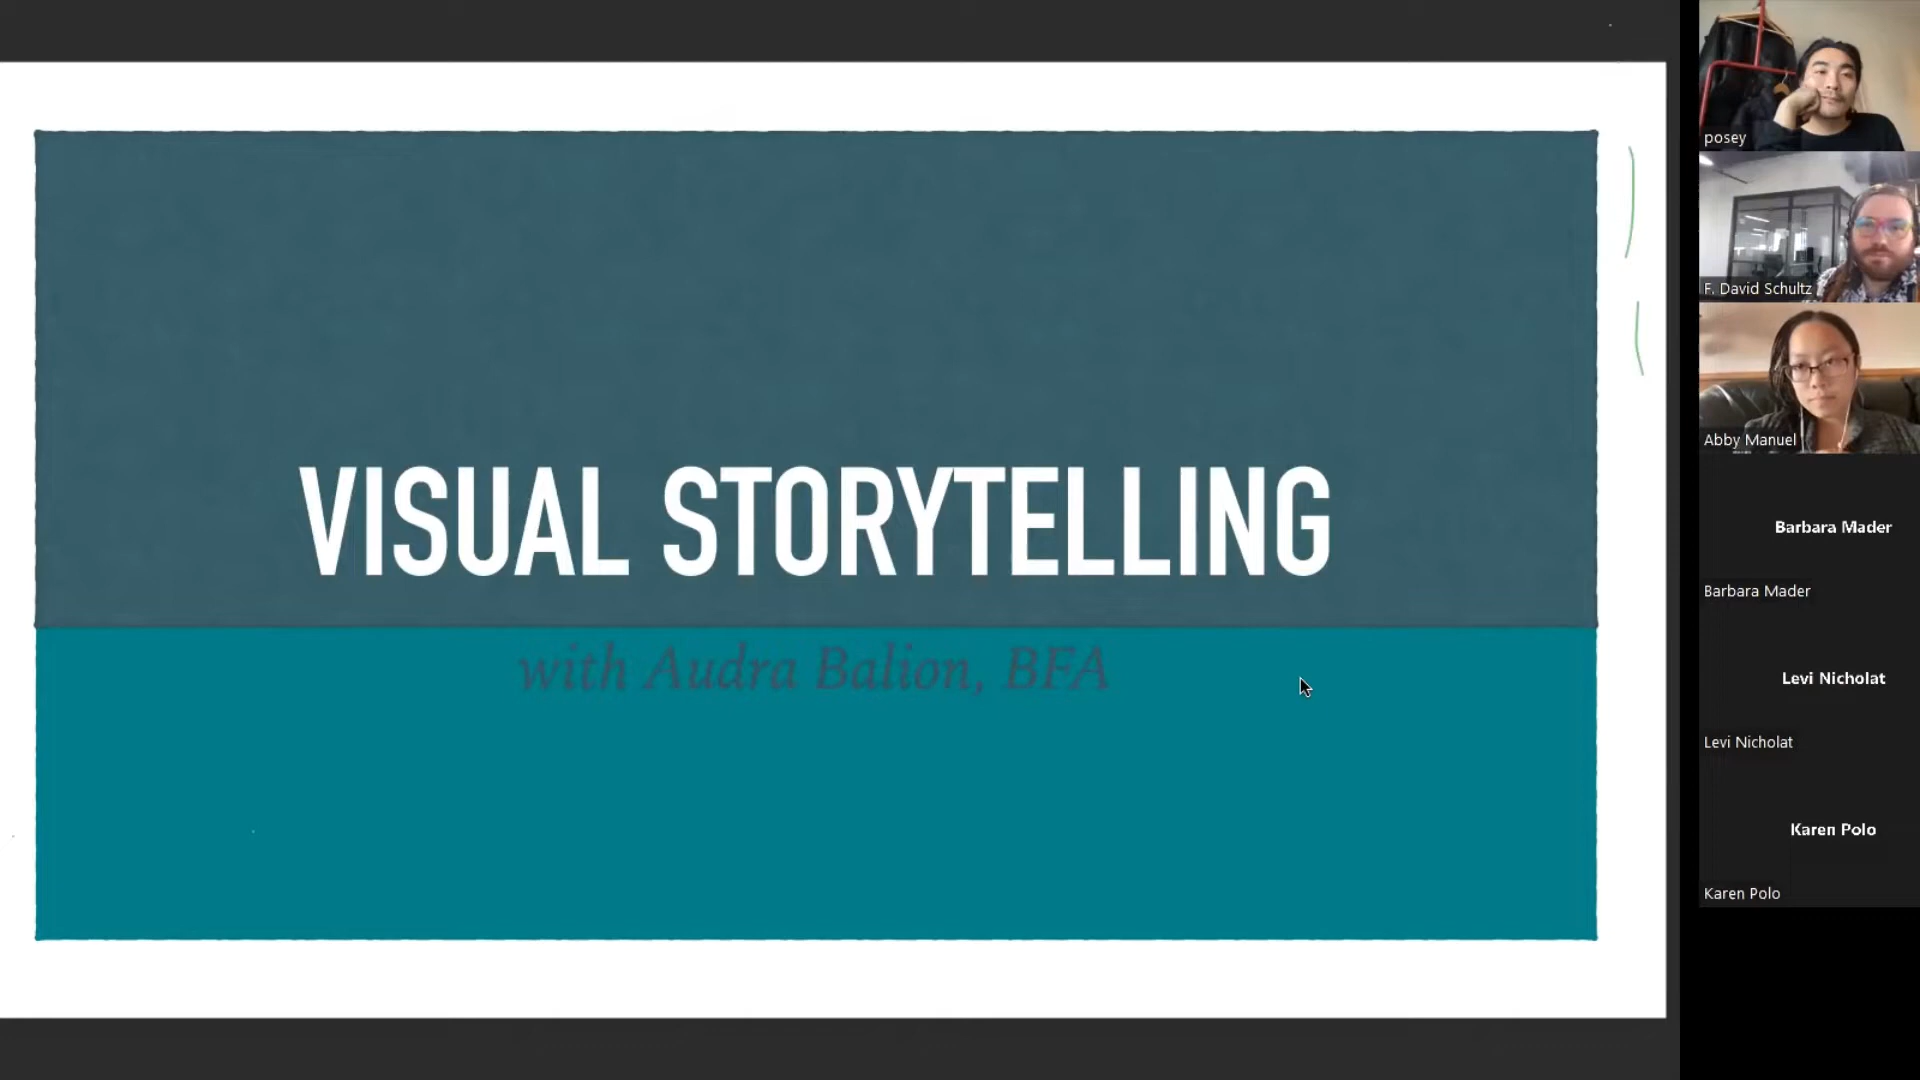 VISUAL STORYTELLING
with Audra Balion, BFA
posey
F. David Schultz
Abby Manuel
Barbara Mader
Barbara Mader
Levi Nicholat
Levi Nicholat
Karen Polo
Karen Polo